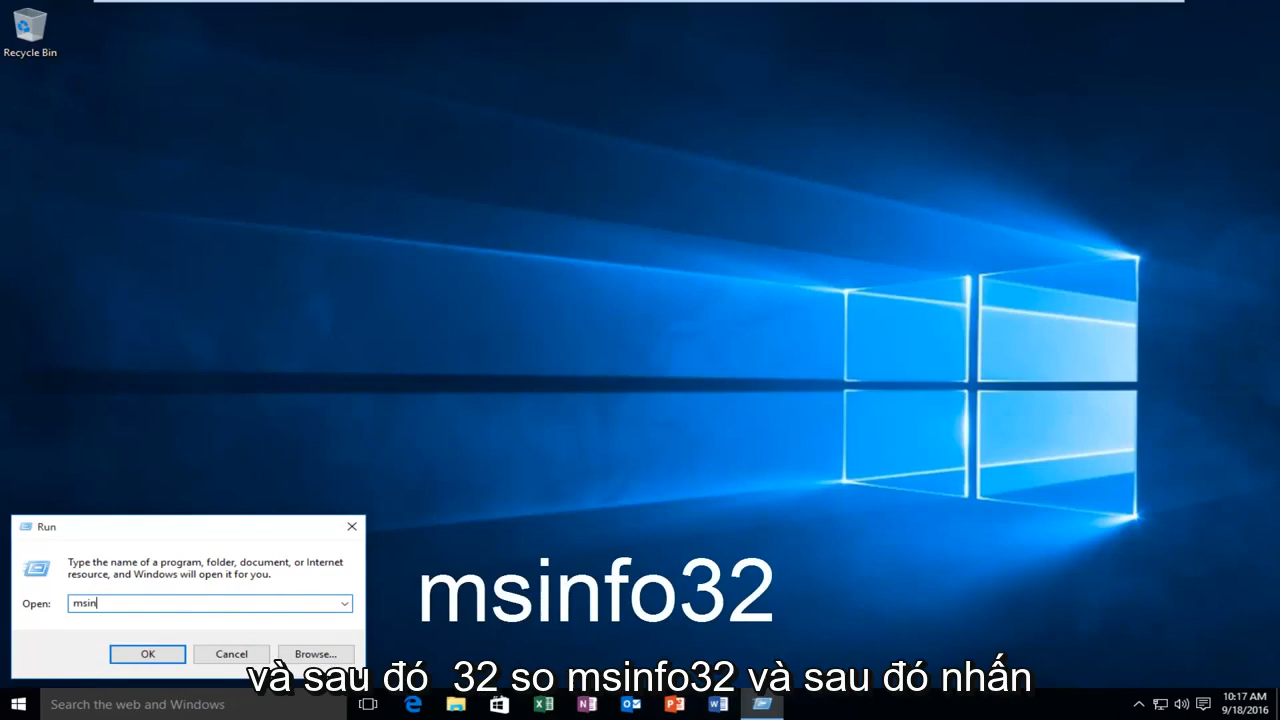 Recycle Bin
Run
Type the name of a program, folder, document, or Internet
resource, and Windows will open it for you.
Open:
msin
OK
Cancel
Browse...
msinfo32
và sau đó 32 so msinfo32 và sau đó nhấn
Search the web and Windows
10:17 AM
9/18/2016